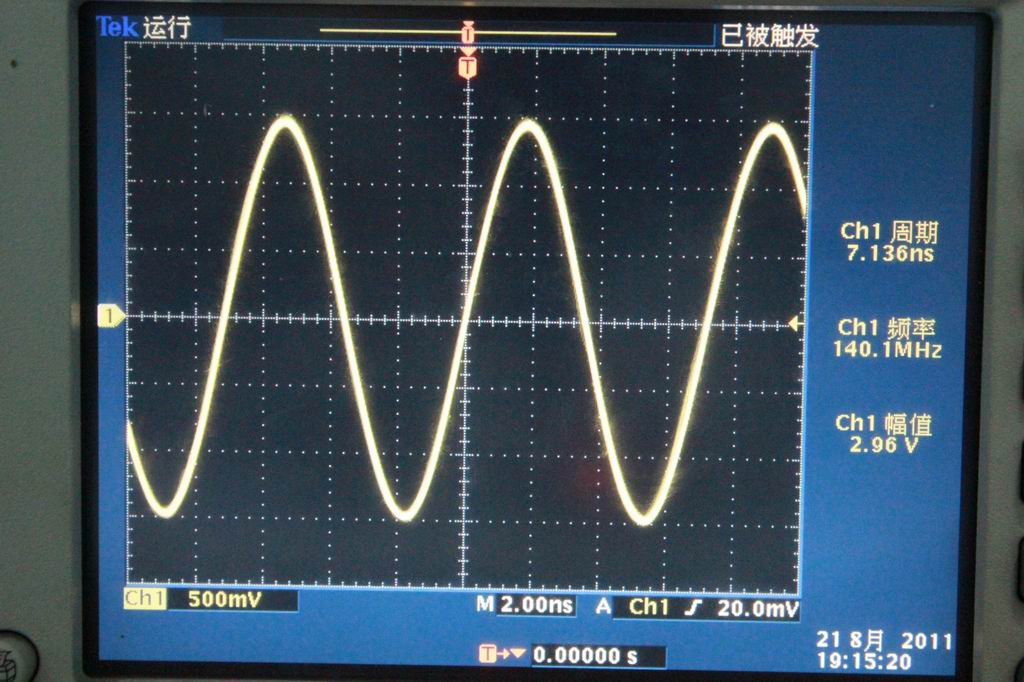 Tek 运行
已被触发
T
T
1
Ch1 周期
7.136ns
Ch1 频率
140.1MHz
Ch1 幅值
2.96 V
Ch1 500mV
M 2.00ns A Ch1 20.0mV
T 0.00000 s
21 8月 2011
19:15:20